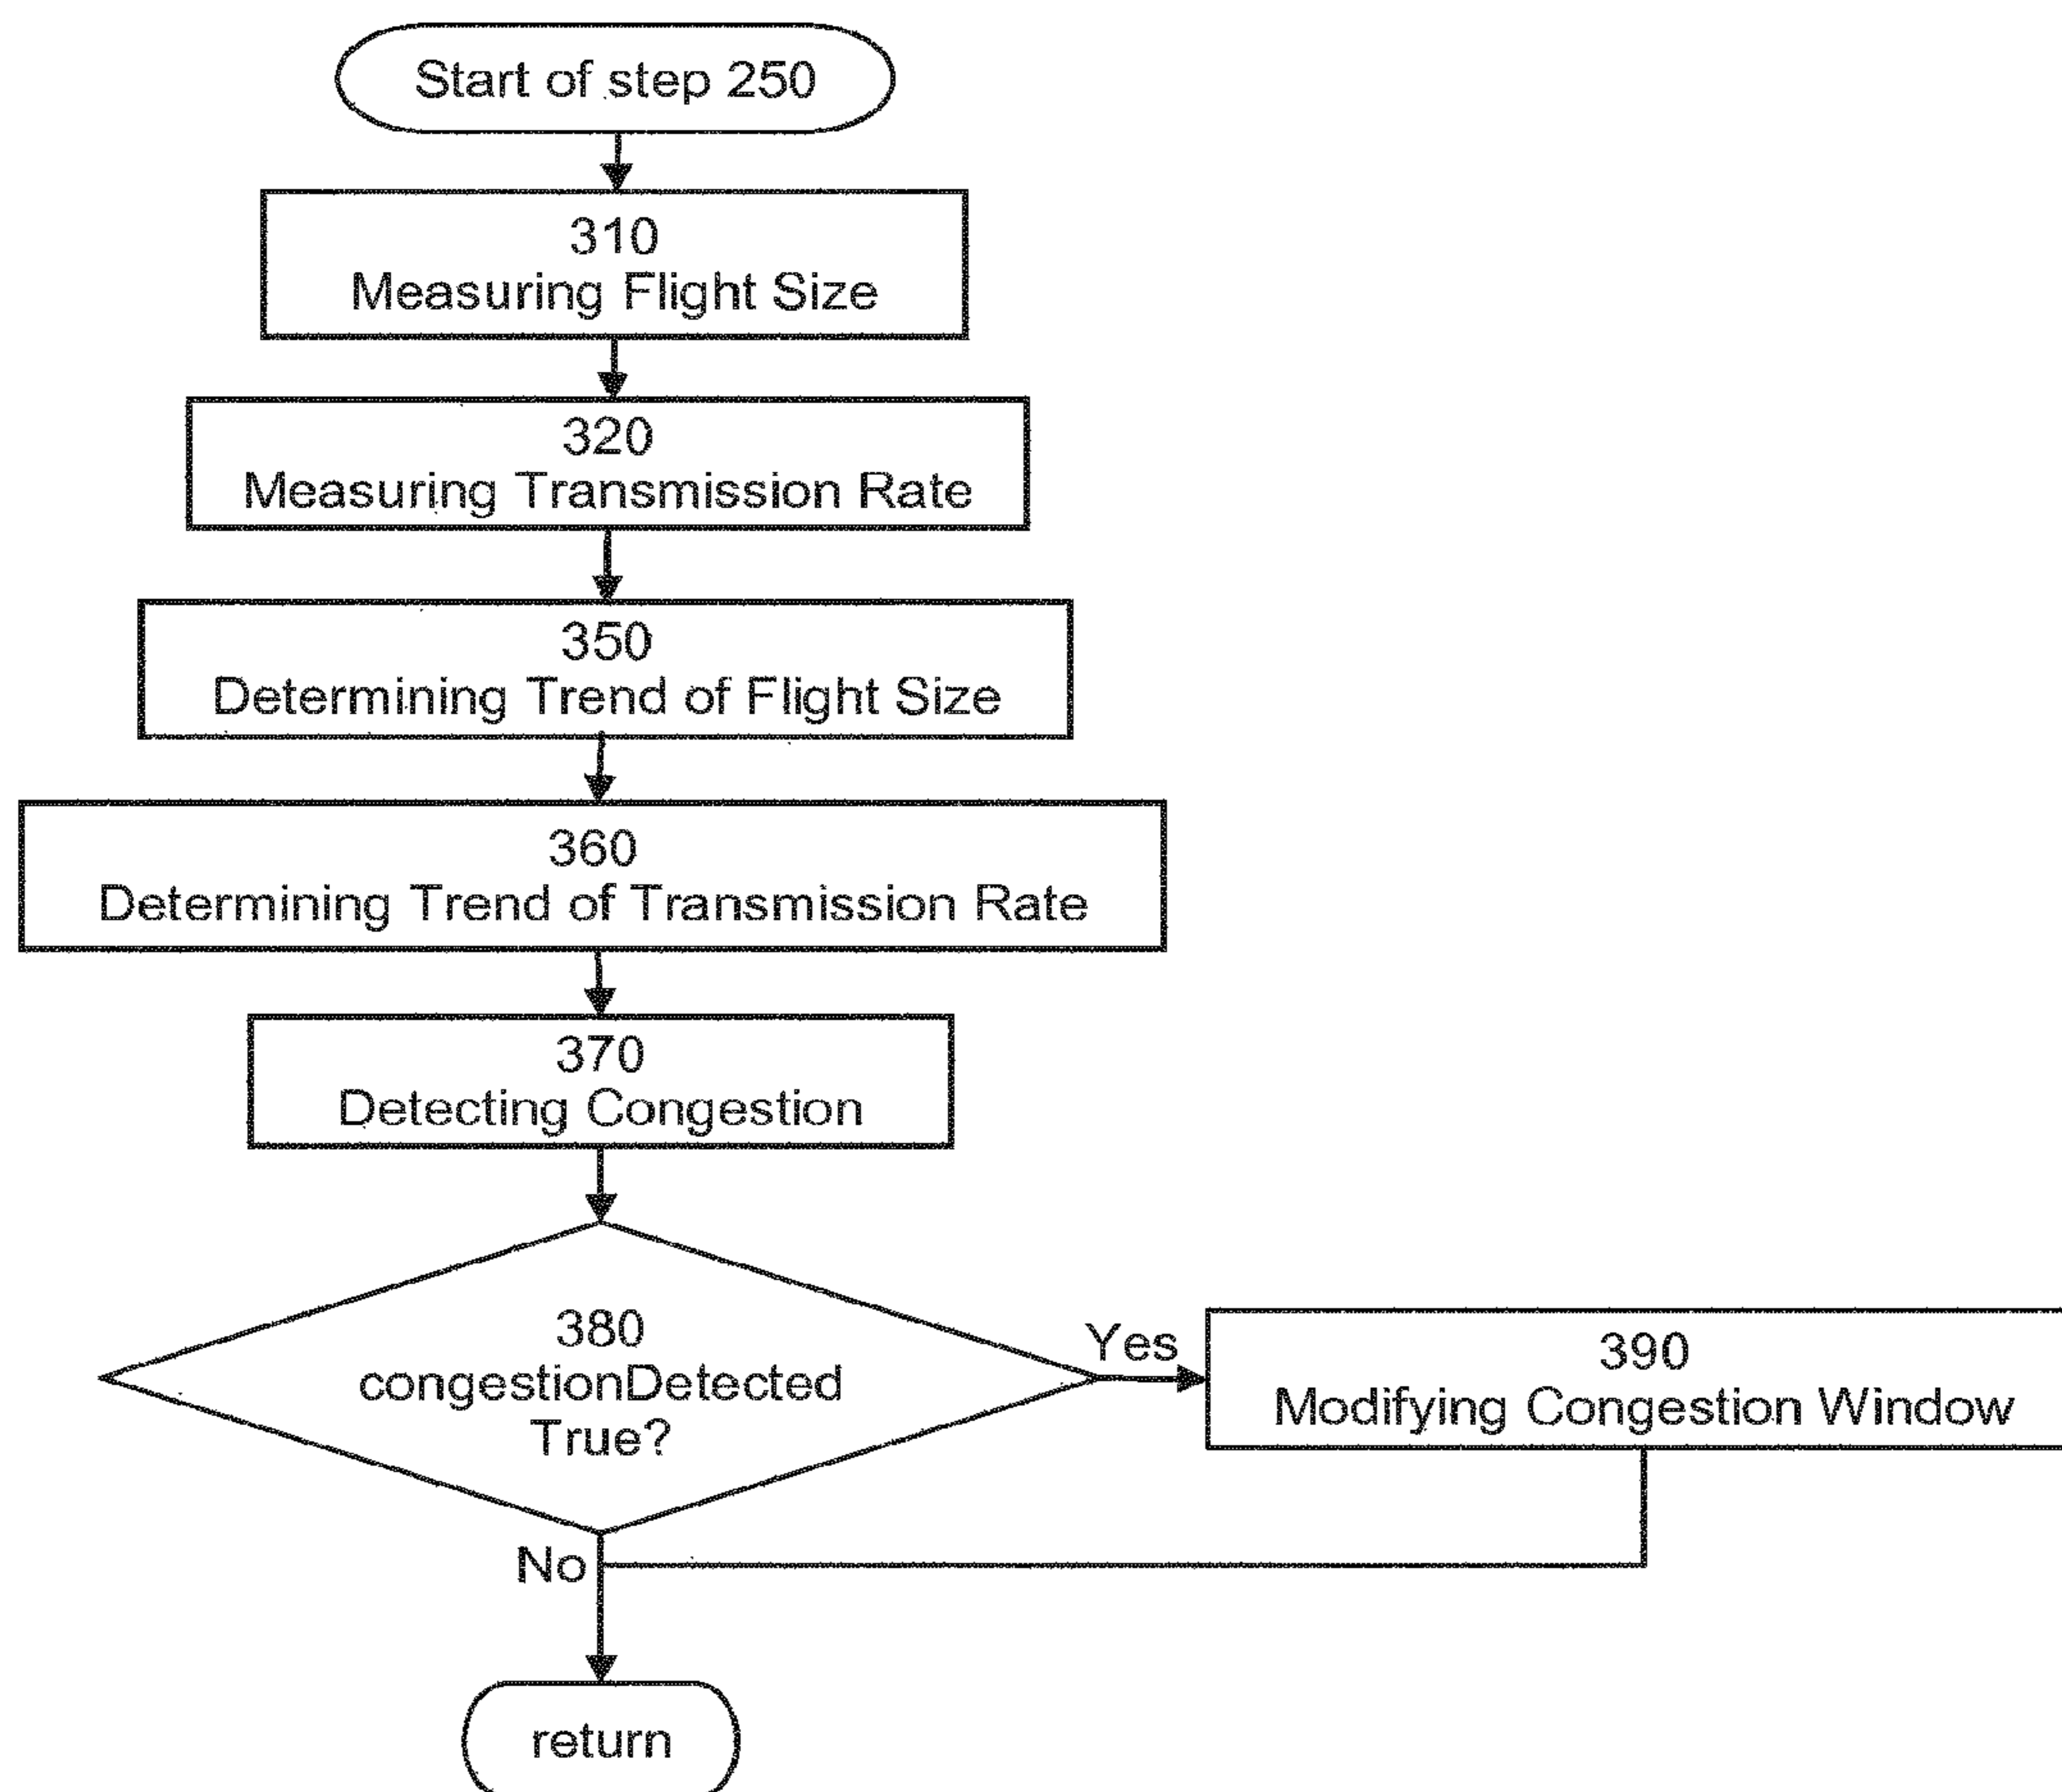 Start of step 250
310
Measuring Flight Size
320
Measuring Transmission Rate
350
Determining Trend of Flight Size
360
Determining Trend of Transmission Rate
370
Detecting Congestion
380
congestionDetected
True?
Yes
390
Modifying Congestion Window
No
return